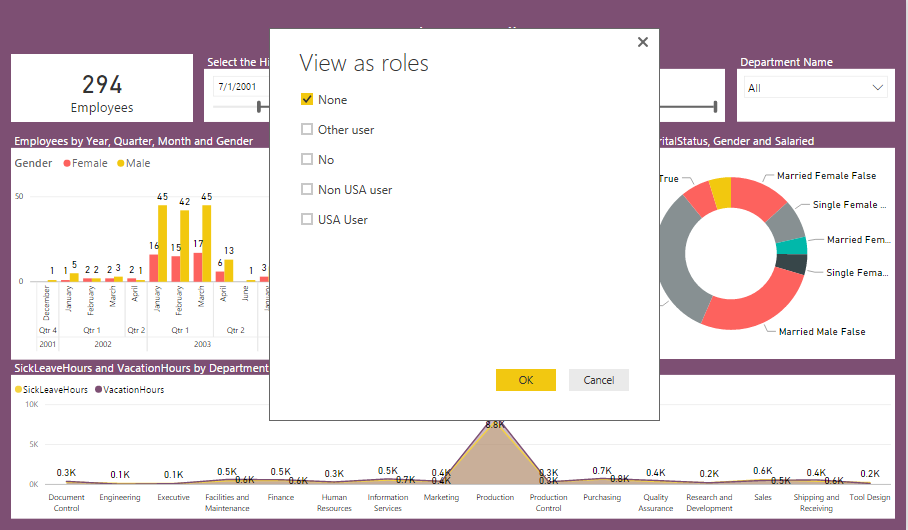 294
Employees
Select the Hi
7/1/2001
Department Name
All
View as roles
None
Other user
No
Non USA user
USA User
OK
Cancel
Employees by Year, Quarter, Month and Gender
Gender Female Male
50
0
1 1 5 2 2 2 3 2 1 16 45 15 42 17 45 6 13 1 3
December January February March April January February March April June January
Qtr 4 Qtr 1 Qtr 2 Qtr 1 Qtr 2
2001 2002 2003
ritalStatus, Gender and Salaried
True
Married Female False
Single Female ...
Married Fem...
Single Fema...
Married Male False
SickLeaveHours and VacationHours by Department
SickLeaveHours VacationHours
10K
5K
0K
8.8K
0.3K 0.1K 0.1K 0.5K 0.6K 0.5K 0.6K 0.3K 0.5K 0.7K 0.4K 0.4K 0.3K 0.3K 0.7K 0.8K 0.4K 0.2K 0.6K 0.5K 0.4K 0.6K 0.2K
Document Engineering Executive Facilities and Finance Human Information Marketing Production Production Purchasing Quality Research and Sales Shipping and Tool Design
Control Maintenance Resources Services Control Assurance Development Receiving